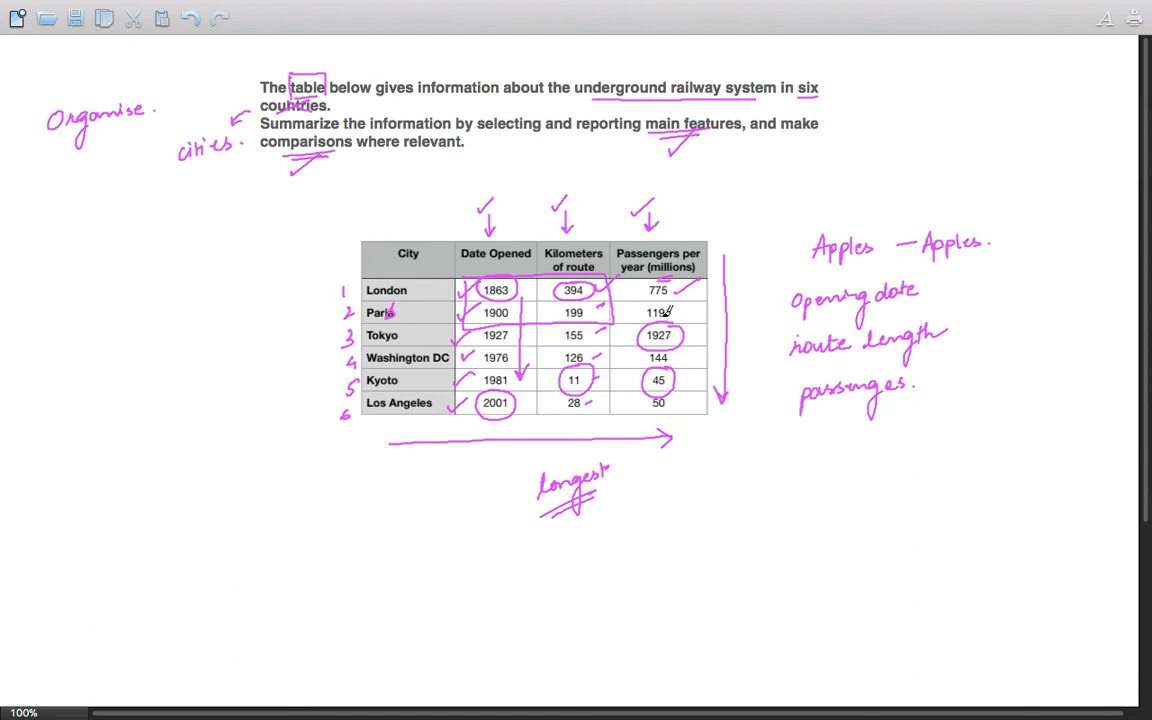 The table below gives information about the underground railway system in six
countries.
Summarize the information by selecting and reporting main features, and make
comparisons where relevant.
Organise.
cities.
City Date Opened Kilometers of route Passengers per year (millions)
1 London 1863 394 775
2 Paris 1900 199
3 Tokyo 1927 155 1927
4 Washington DC 1976 126 144
5 Kyoto 1981 11 45
6 Los Angeles 2001 28 50
longest
Apples - Apples.
Opening date
route length
passenges.
100%